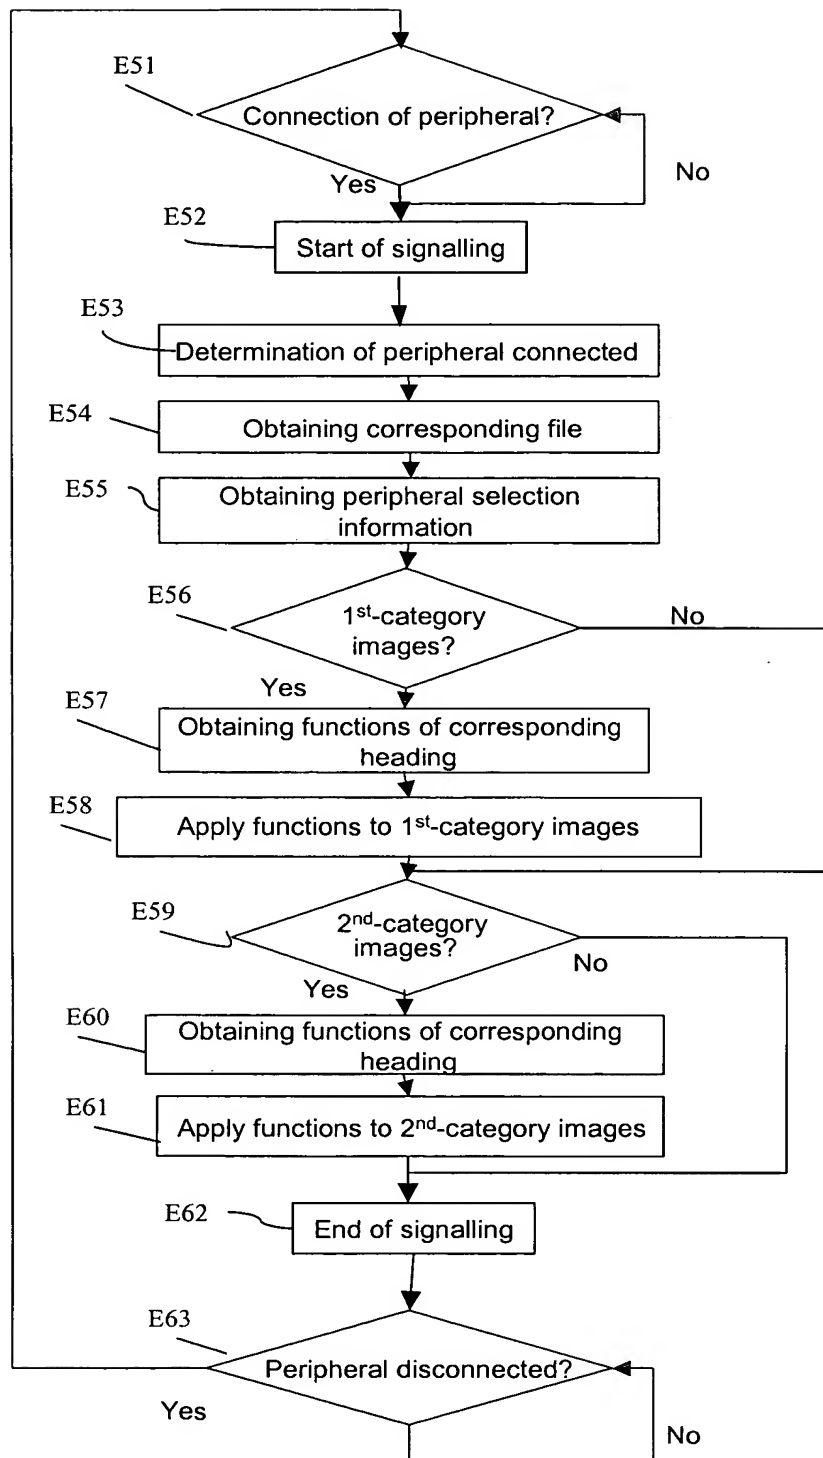 E51
Connection of peripheral?
No
Yes
E52
Start of signalling
E53
Determination of peripheral connected
E54
Obtaining corresponding file
E55
Obtaining peripheral selection
information
E56
1st-category
images?
No
Yes
E57
Obtaining functions of corresponding
heading
E58
Apply functions to 1st-category images
E59
2nd-category
images?
No
Yes
E60
Obtaining functions of corresponding
heading
E61
Apply functions to 2nd-category images
E62
End of signalling
E63
Peripheral disconnected?
Yes
No